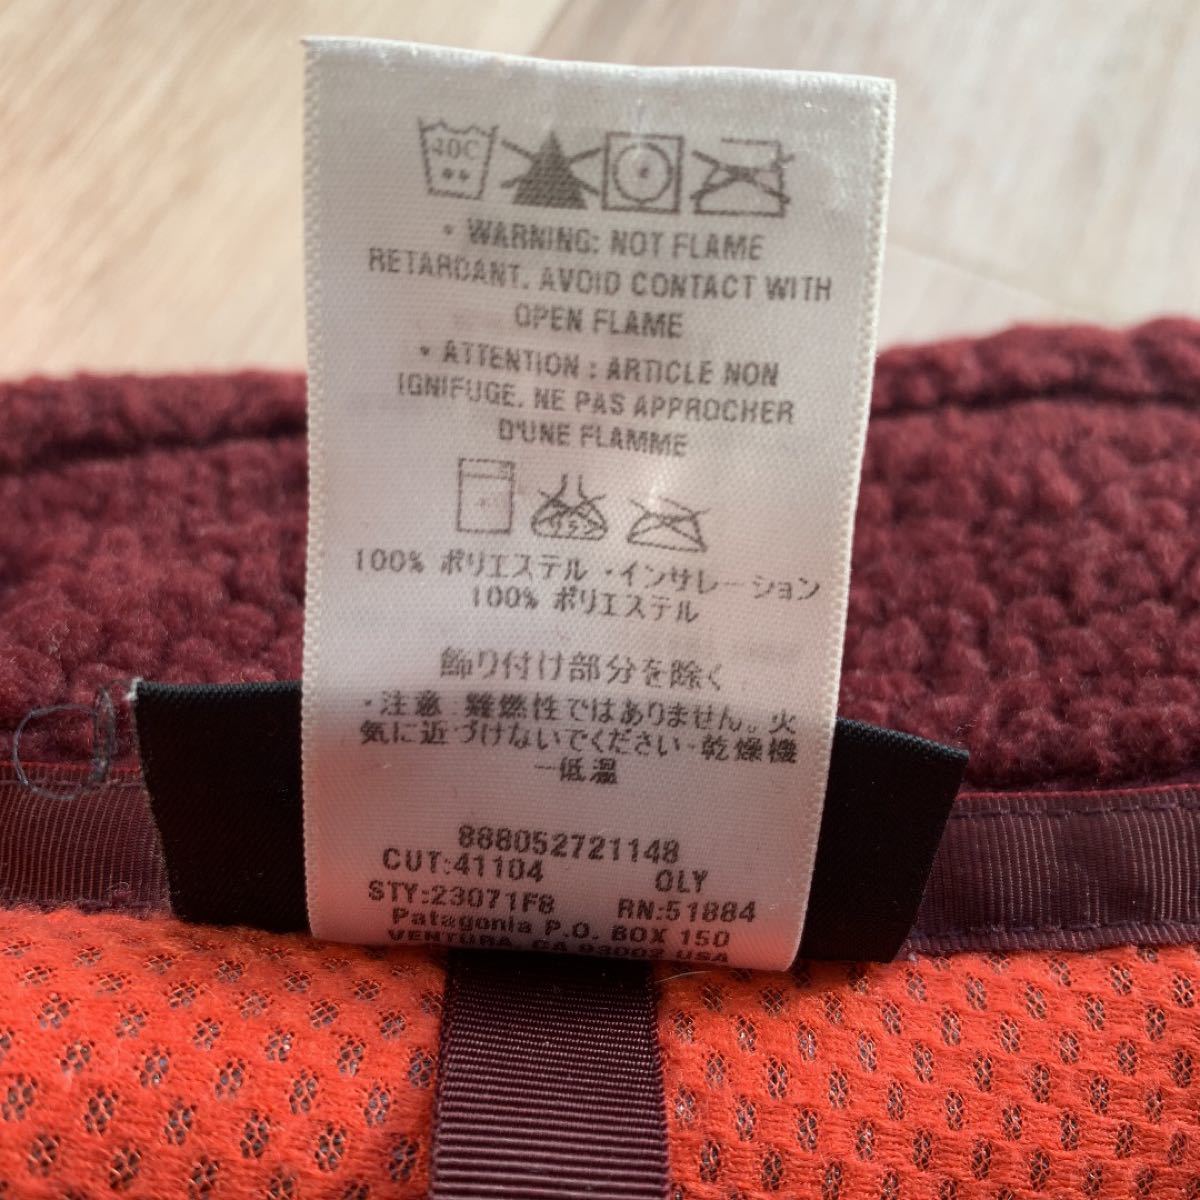 40C
• WARNING: NOT FLAME
RETARDANT. AVOID CONTACT WITH
OPEN FLAME
• ATTENTION : ARTICLE NON
IGNIFUGE. NE PAS APPROCHER
D'UNE FLAMME
100% ポリエステル ・インサレーション
100% ポリエステル
飾り付け部分を除く
・注意 難燃性ではありません。火
気に近づけないでください・乾燥機
ー低温
888052721148
CUT:41104 OLY
STY:23071F8 RN:51884
Patagonia P.O. BOX 150
VENTURA, CA 93002 USA